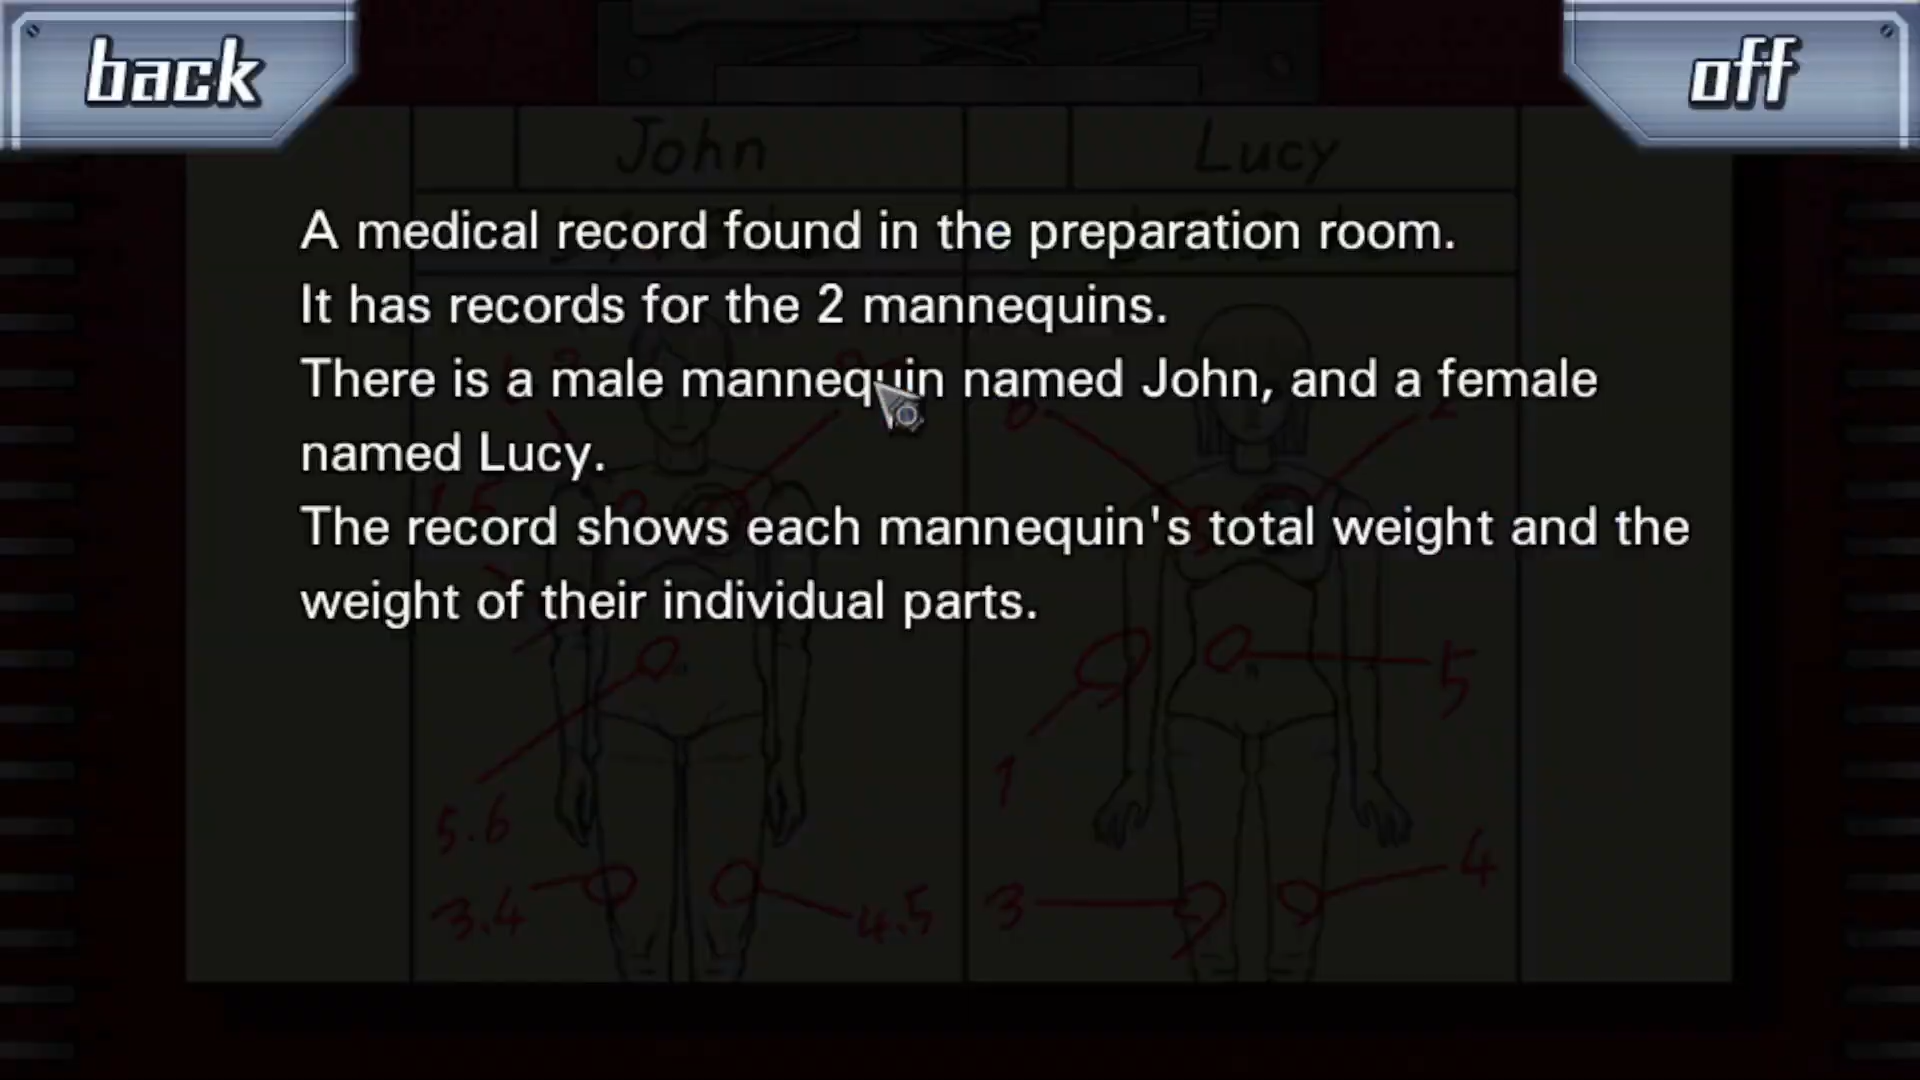 back
off
John
Lucy
A medical record found in the preparation room.
It has records for the 2 mannequins.
There is a male mannequin named John, and a female
named Lucy.
The record shows each mannequin's total weight and the
weight of their individual parts.
5
1
5.6
4
3.4
4.5
3